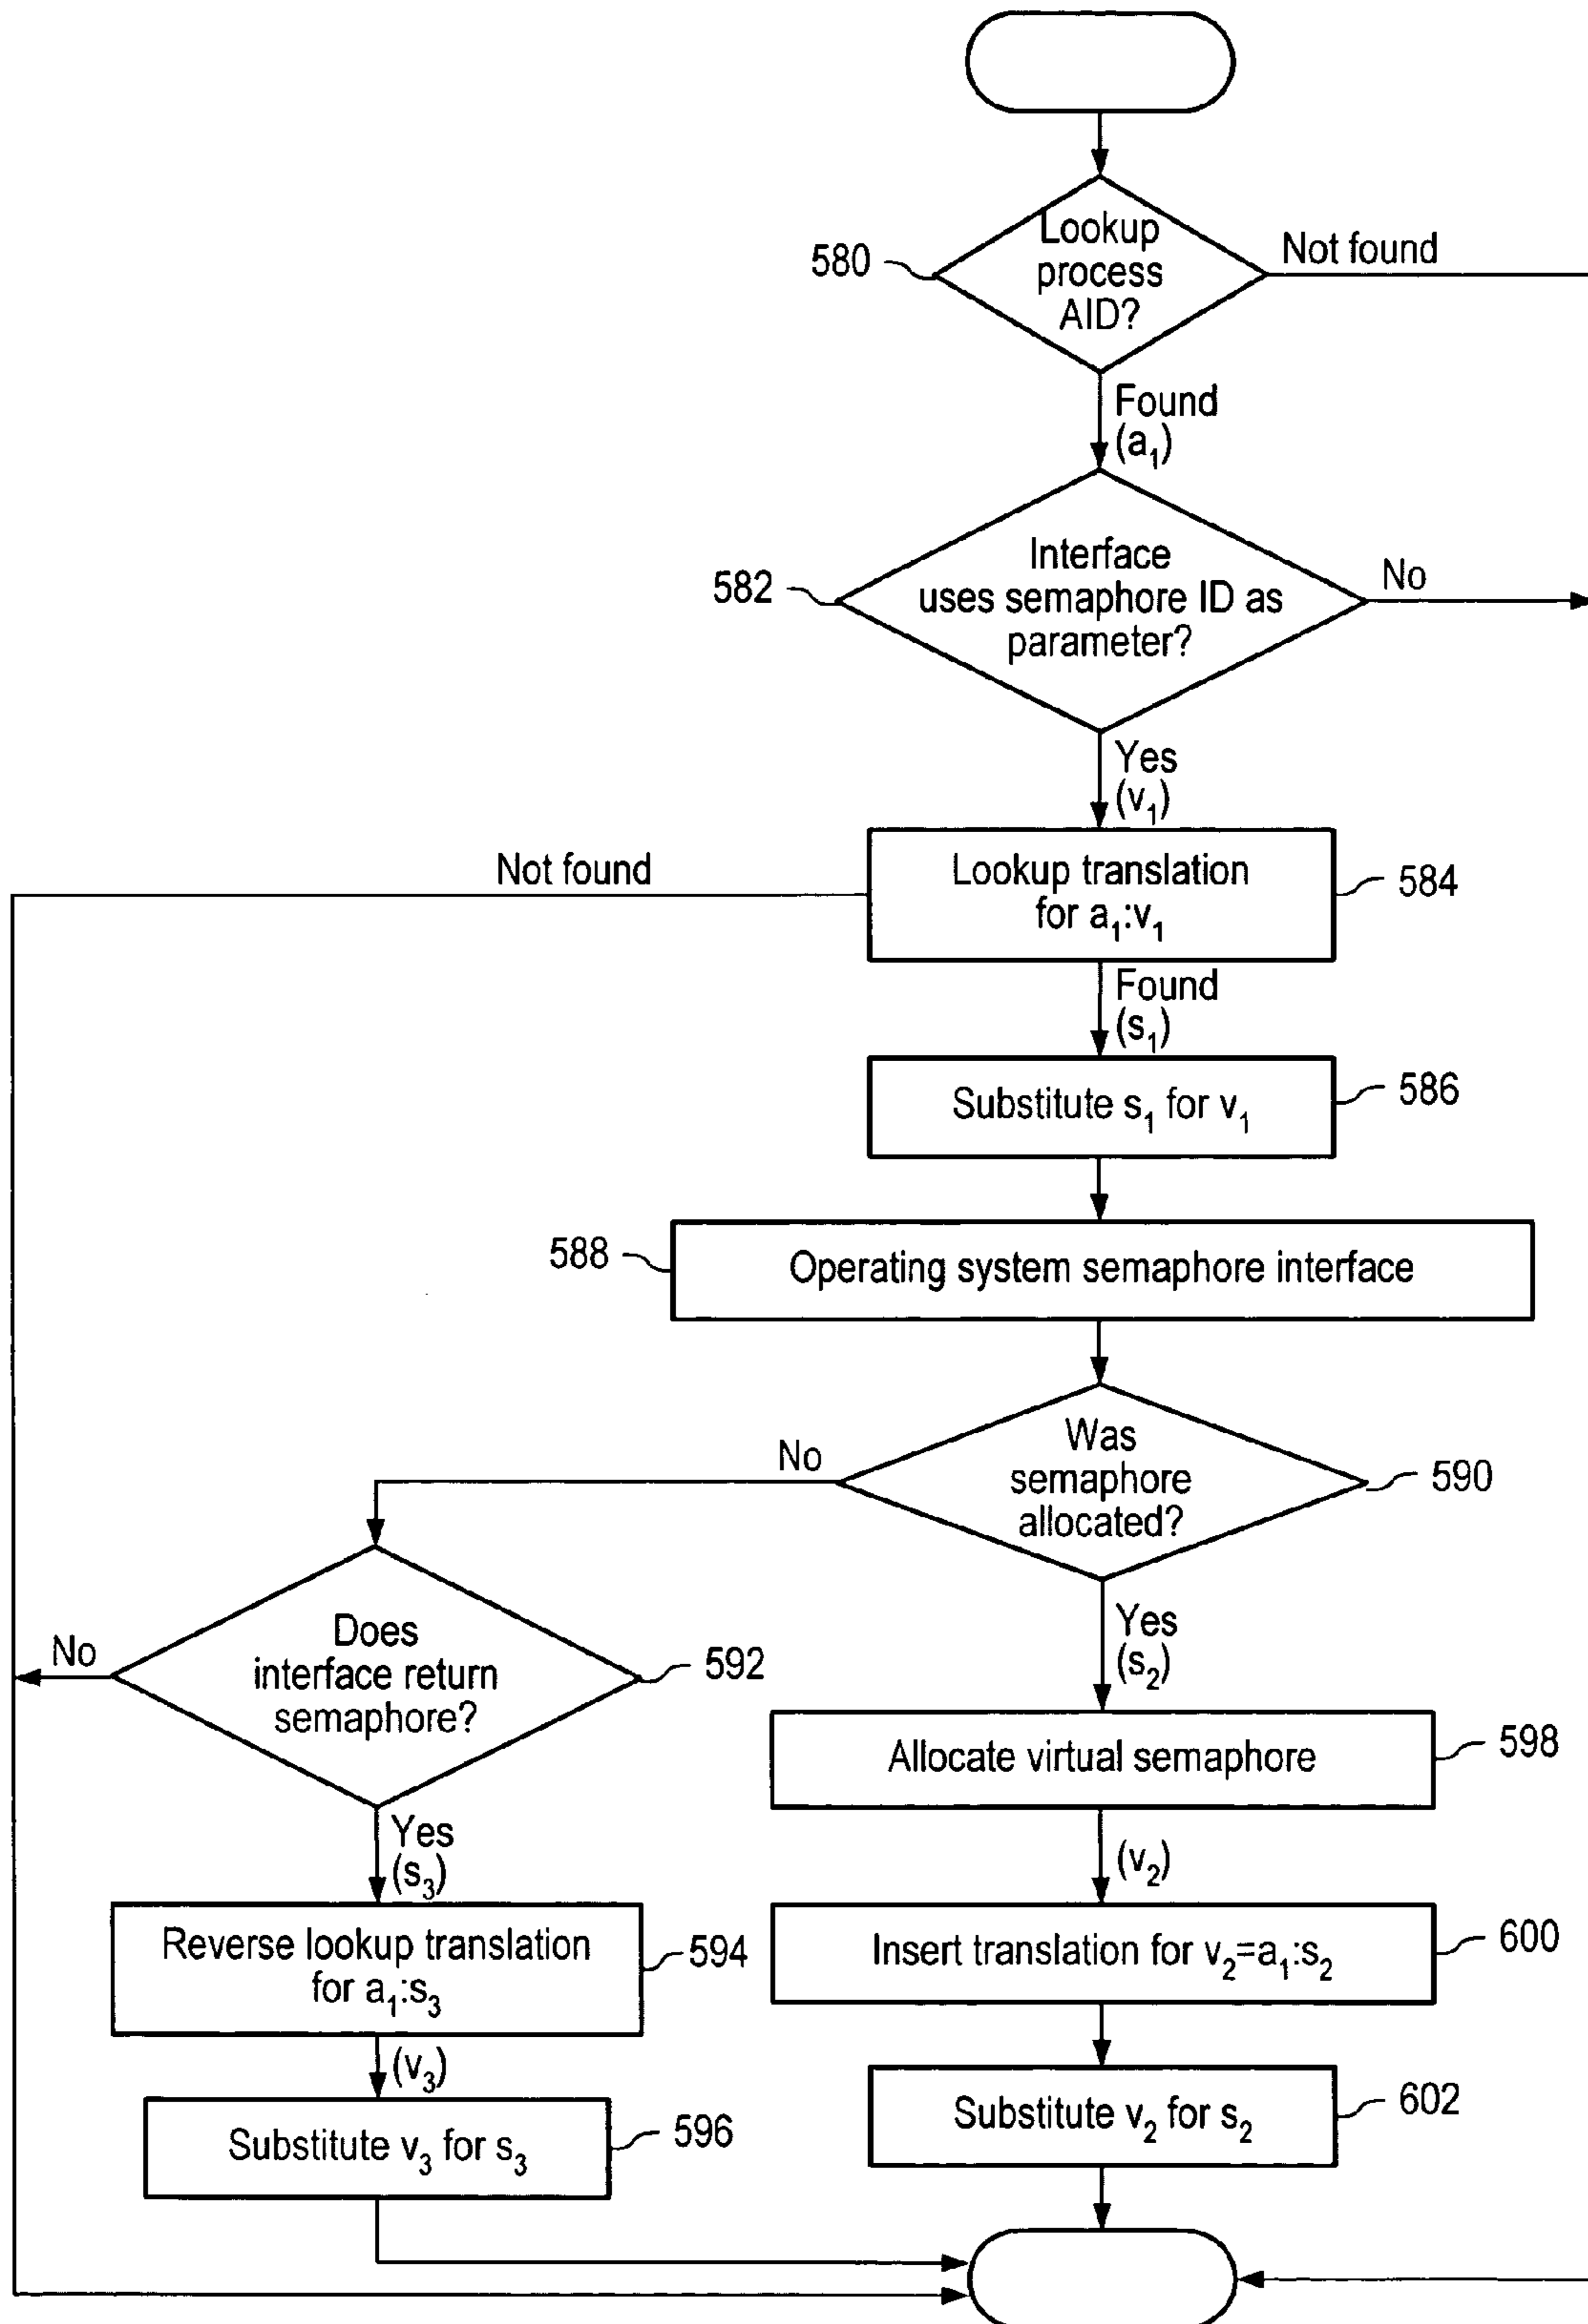 Lookup
process
AID?
580
Not found
Found
(a₁)
Interface
uses semaphore ID as
parameter?
582
No
Yes
(v₁)
Not found
Lookup translation
for a₁:v₁
584
Found
(s₁)
Substitute s₁ for v₁
586
588
Operating system semaphore interface
Was
semaphore
allocated?
590
No
Does
interface return
semaphore?
592
No
Yes
(s₂)
Allocate virtual semaphore
598
Yes
(s₃)
(v₂)
Reverse lookup translation
for a₁:s₃
594
Insert translation for v₂=a₁:s₂
600
(v₃)
Substitute v₃ for s₃
596
Substitute v₂ for s₂
602